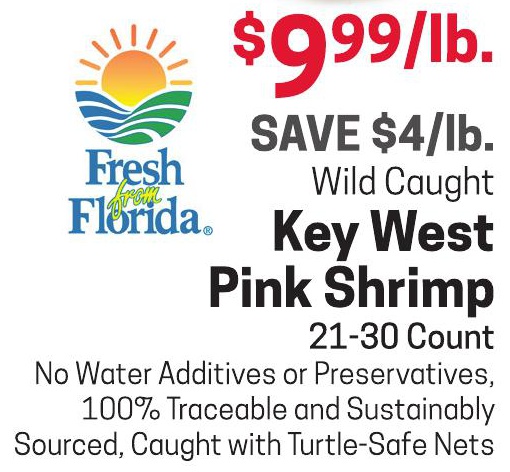 $9.99/lb.
SAVE $4/lb.
Wild Caught
Key West
Pink Shrimp
21-30 Count
No Water Additives or Preservatives,
100% Traceable and Sustainably
Sourced, Caught with Turtle-Safe Nets
Fresh
from
Florida®